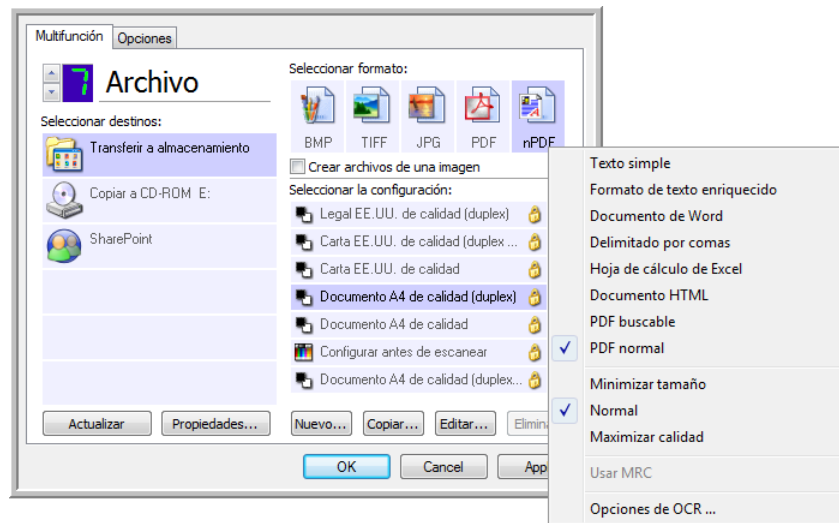 Multifunción
Opciones
7 Archivo
Seleccionar destinos:
Transferir a almacenamiento
Copiar a CD-ROM E:
SharePoint
Actualizar
Propiedades...
Seleccionar formato:
BMP TIFF JPG PDF nPDF
Crear archivos de una imagen
Seleccionar la configuración:
Legal EE.UU. de calidad (duplex)
Carta EE.UU. de calidad (duplex ...
Carta EE.UU. de calidad
Documento A4 de calidad (duplex)
Documento A4 de calidad
Configurar antes de escanear
Documento A4 de calidad (duplex...
Nuevo... Copiar... Editar... Elimin
OK Cancel App
Texto simple
Formato de texto enriquecido
Documento de Word
Delimitado por comas
Hoja de cálculo de Excel
Documento HTML
PDF buscable
PDF normal
Minimizar tamaño
Normal
Maximizar calidad
Usar MRC
Opciones de OCR ...